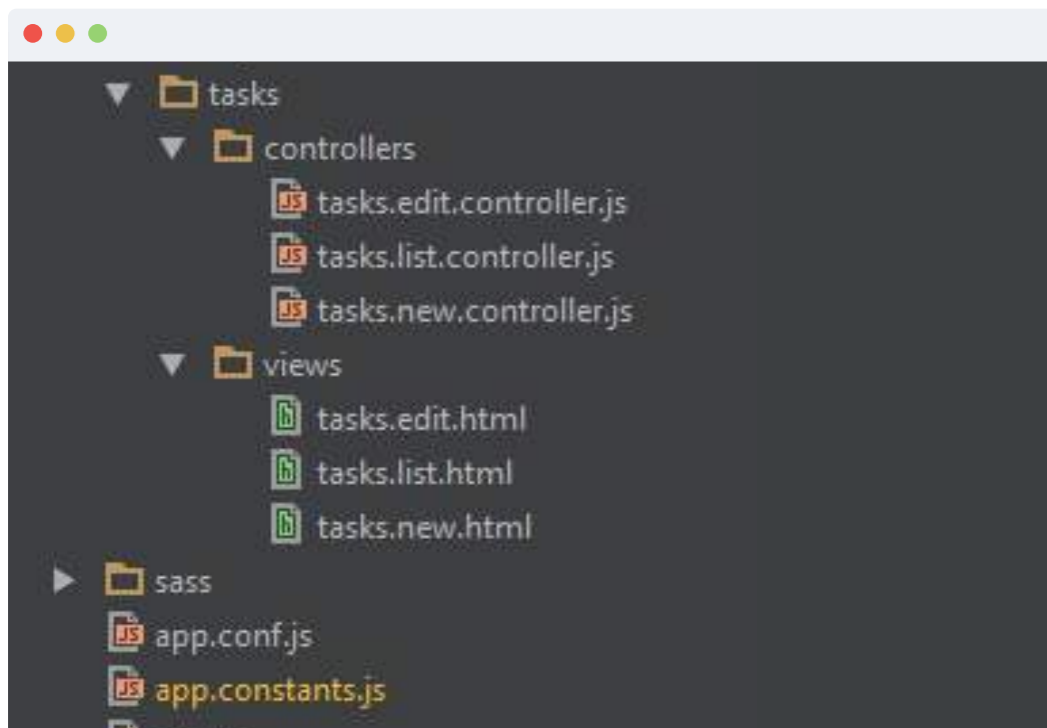 tasks
controllers
tasks.edit.controller.js
tasks.list.controller.js
tasks.new.controller.js
views
tasks.edit.html
tasks.list.html
tasks.new.html
sass
app.conf.js
app.constants.js